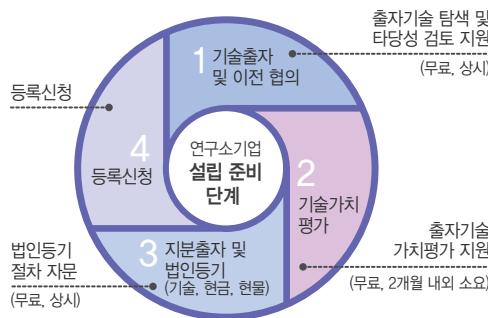 출자기술 탐색 및
타당성 검토 지원
(무료, 상시)
1 기술출자
및 이전 협의
등록신청
4
등록신청
연구소기업
설립 준비
단계
2
기술가치
평가
출자기술
가치평가 지원
(무료, 2개월 내외 소요)
3 지분출자 및
법인등기
(기술, 현금, 현물)
법인등기
절차 자문
(무료, 상시)